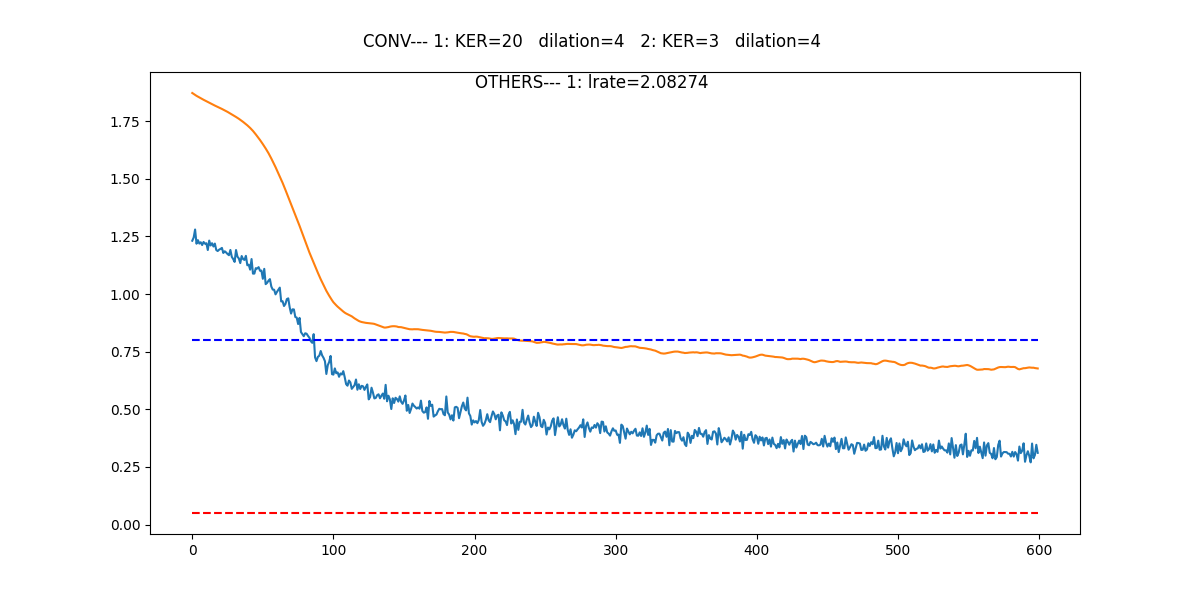 CONV--- 1: KER=20   dilation=4   2: KER=3   dilation=4
OTHERS--- 1: lrate=2.08274
1.75
1.50
1.25
1.00
0.75
0.50
0.25
0.00
0 100 200 300 400 500 600